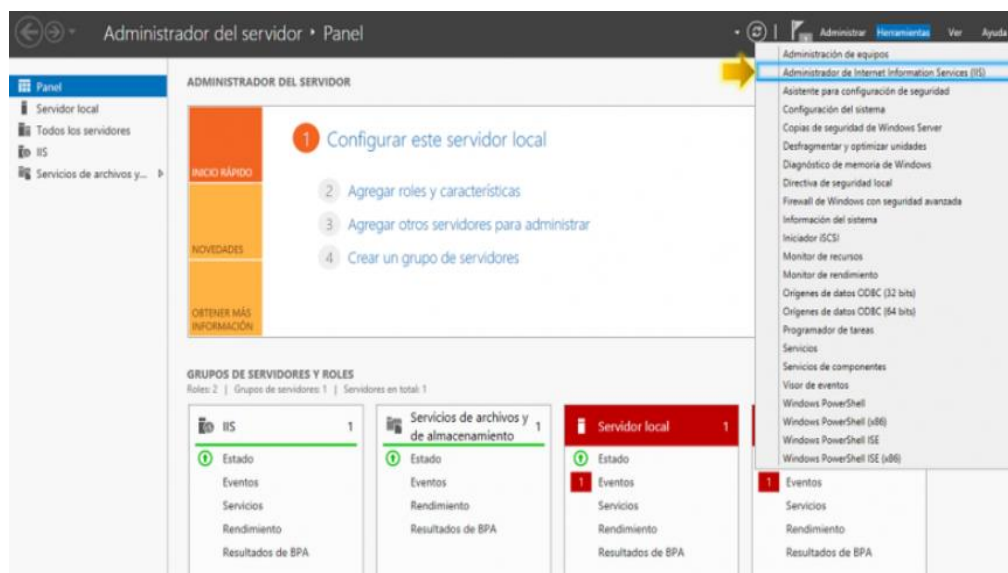 Administrador del servidor • Panel
Administrar Herramientas Ver Ayuda
Panel
Servidor local
Todos los servidores
IIS
Servicios de archivos y...
ADMINISTRADOR DEL SERVIDOR
INICIO RÁPIDO
NOVEDADES
OBTENER MÁS
INFORMACIÓN
1 Configurar este servidor local
2 Agregar roles y características
3 Agregar otros servidores para administrar
4 Crear un grupo de servidores
Administración de equipos
Administrador de Internet Information Services (IIS)
Asistente para configuración de seguridad
Configuración del sistema
Copias de seguridad de Windows Server
Desfragmentar y optimizar unidades
Diagnóstico de memoria de Windows
Directiva de seguridad local
Firewall de Windows con seguridad avanzada
Información del sistema
Iniciador iSCSI
Monitor de recursos
Monitor de rendimiento
Orígenes de datos ODBC (32 bits)
Orígenes de datos ODBC (64 bits)
Programador de tareas
Servicios
Servicios de componentes
Visor de eventos
Windows PowerShell
Windows PowerShell (x86)
Windows PowerShell ISE
Windows PowerShell ISE (x86)
GRUPOS DE SERVIDORES Y ROLES
Roles: 2 | Grupos de servidores: 1 | Servidores en total: 1
IIS 1
Estado
Eventos
Servicios
Rendimiento
Resultados de BPA
Servicios de archivos y
de almacenamiento 1
Estado
Eventos
Rendimiento
Resultados de BPA
Servidor local 1
Estado
1 Eventos
Servicios
Rendimiento
Resultados de BPA
1 Eventos
Servicios
Rendimiento
Resultados de BPA